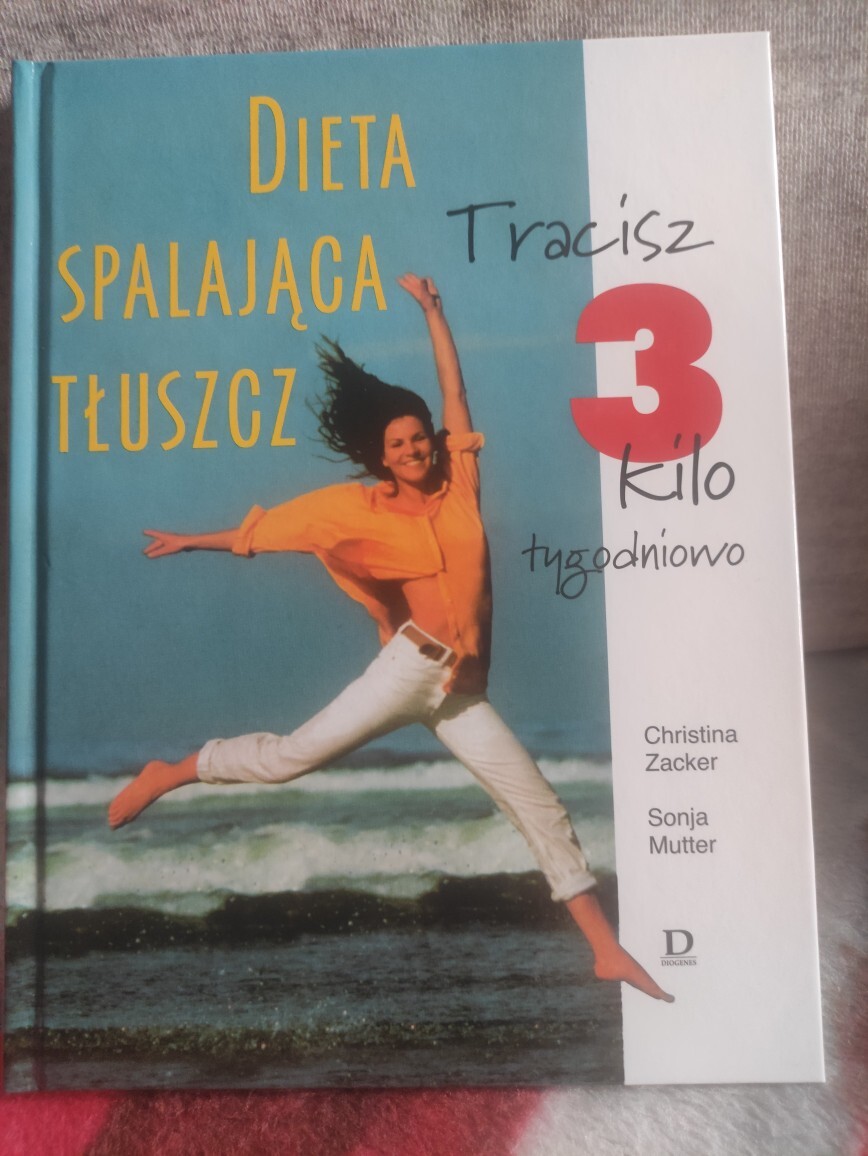 DIETA
SPALAJĄCA
TŁUSZCZ
Tracisz
3
kilo
tygodniowo
Christina
Zacker
Sonja
Mutter
D
DIOGENES